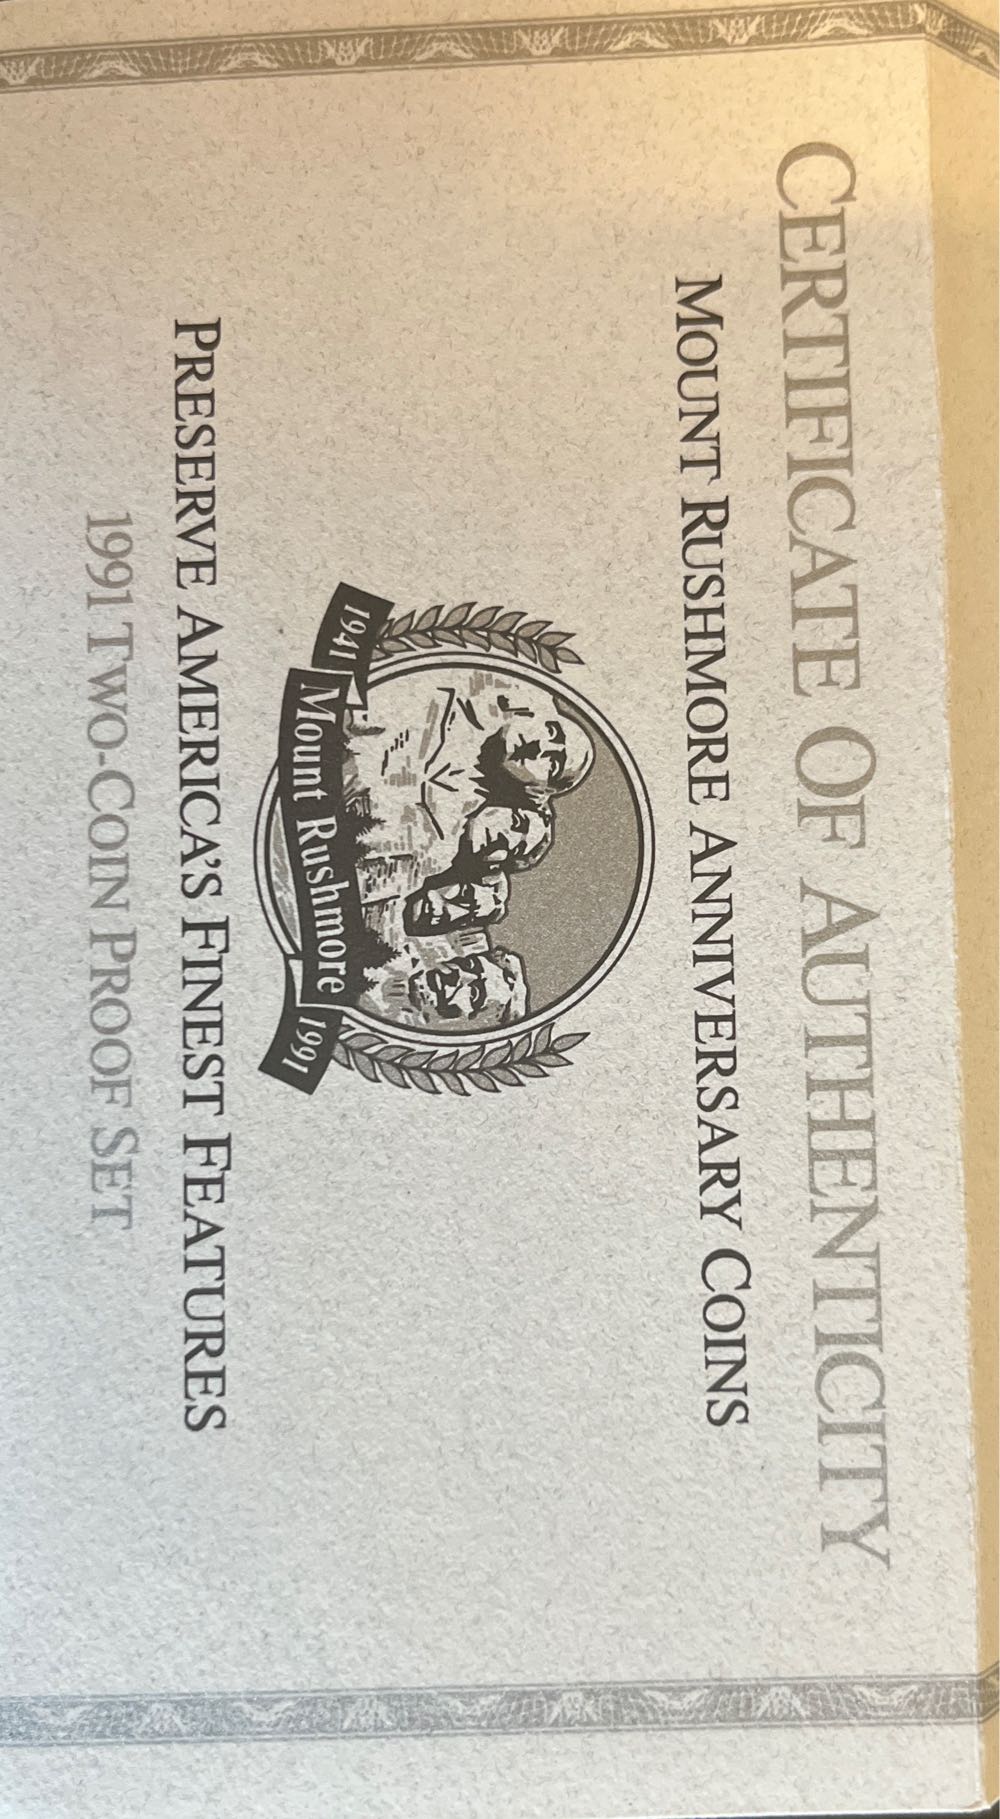 CERTIFICATE OF AUTHENTICITY
MOUNT RUSHMORE ANNIVERSARY COINS
1941 Mount Rushmore 1991
PRESERVE AMERICA'S FINEST FEATURES
1991 TWO-COIN PROOF SET